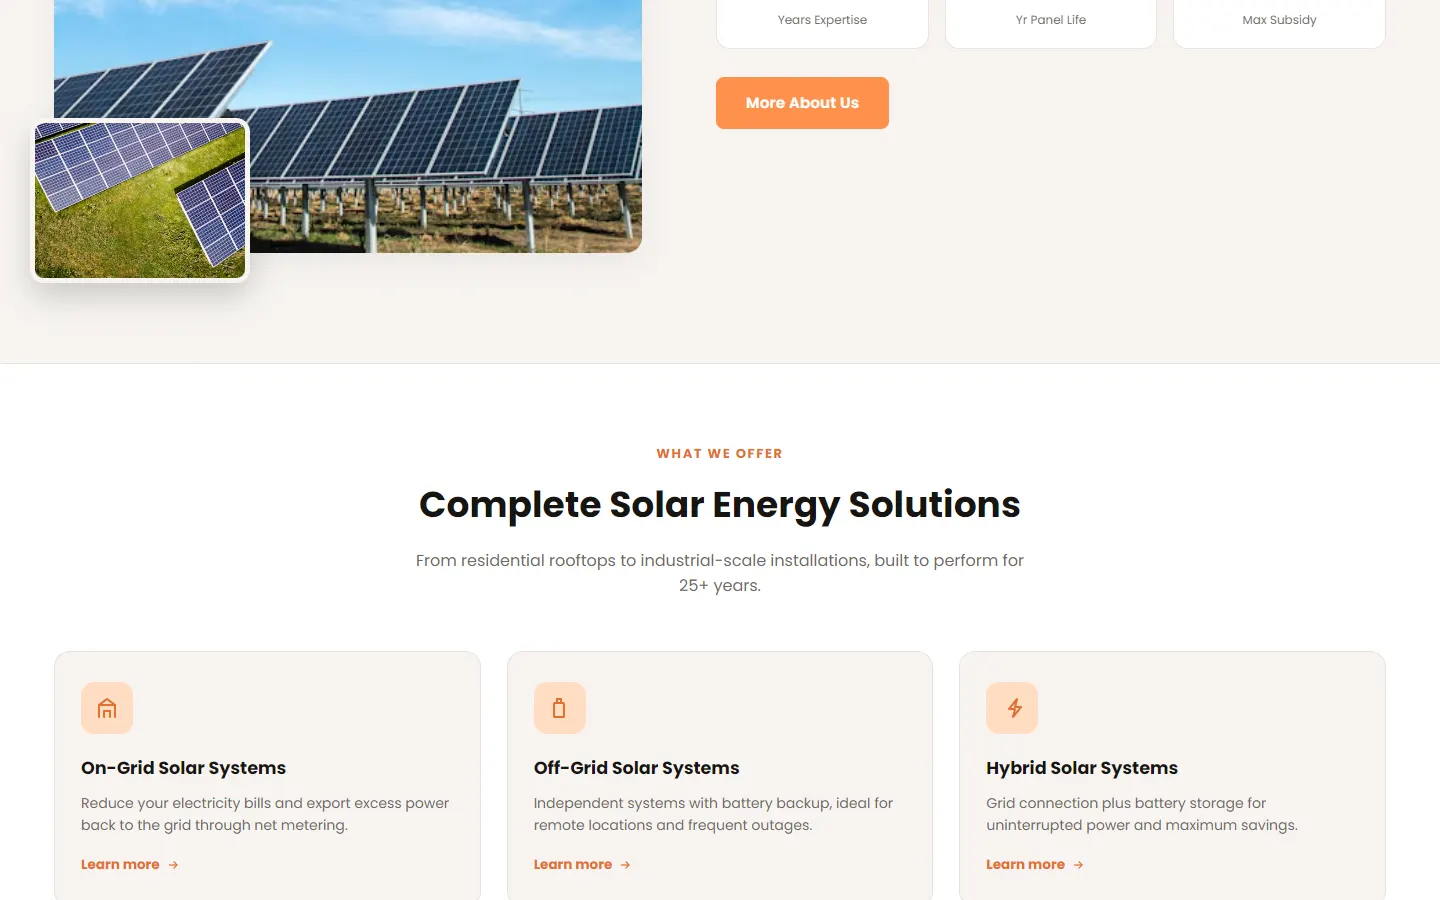 Years Expertise
Yr Panel Life
Max Subsidy
More About Us
WHAT WE OFFER
Complete Solar Energy Solutions
From residential rooftops to industrial-scale installations, built to perform for
25+ years.
On-Grid Solar Systems
Reduce your electricity bills and export excess power
back to the grid through net metering.
Learn more →
Off-Grid Solar Systems
Independent systems with battery backup, ideal for
remote locations and frequent outages.
Learn more →
Hybrid Solar Systems
Grid connection plus battery storage for
uninterrupted power and maximum savings.
Learn more →